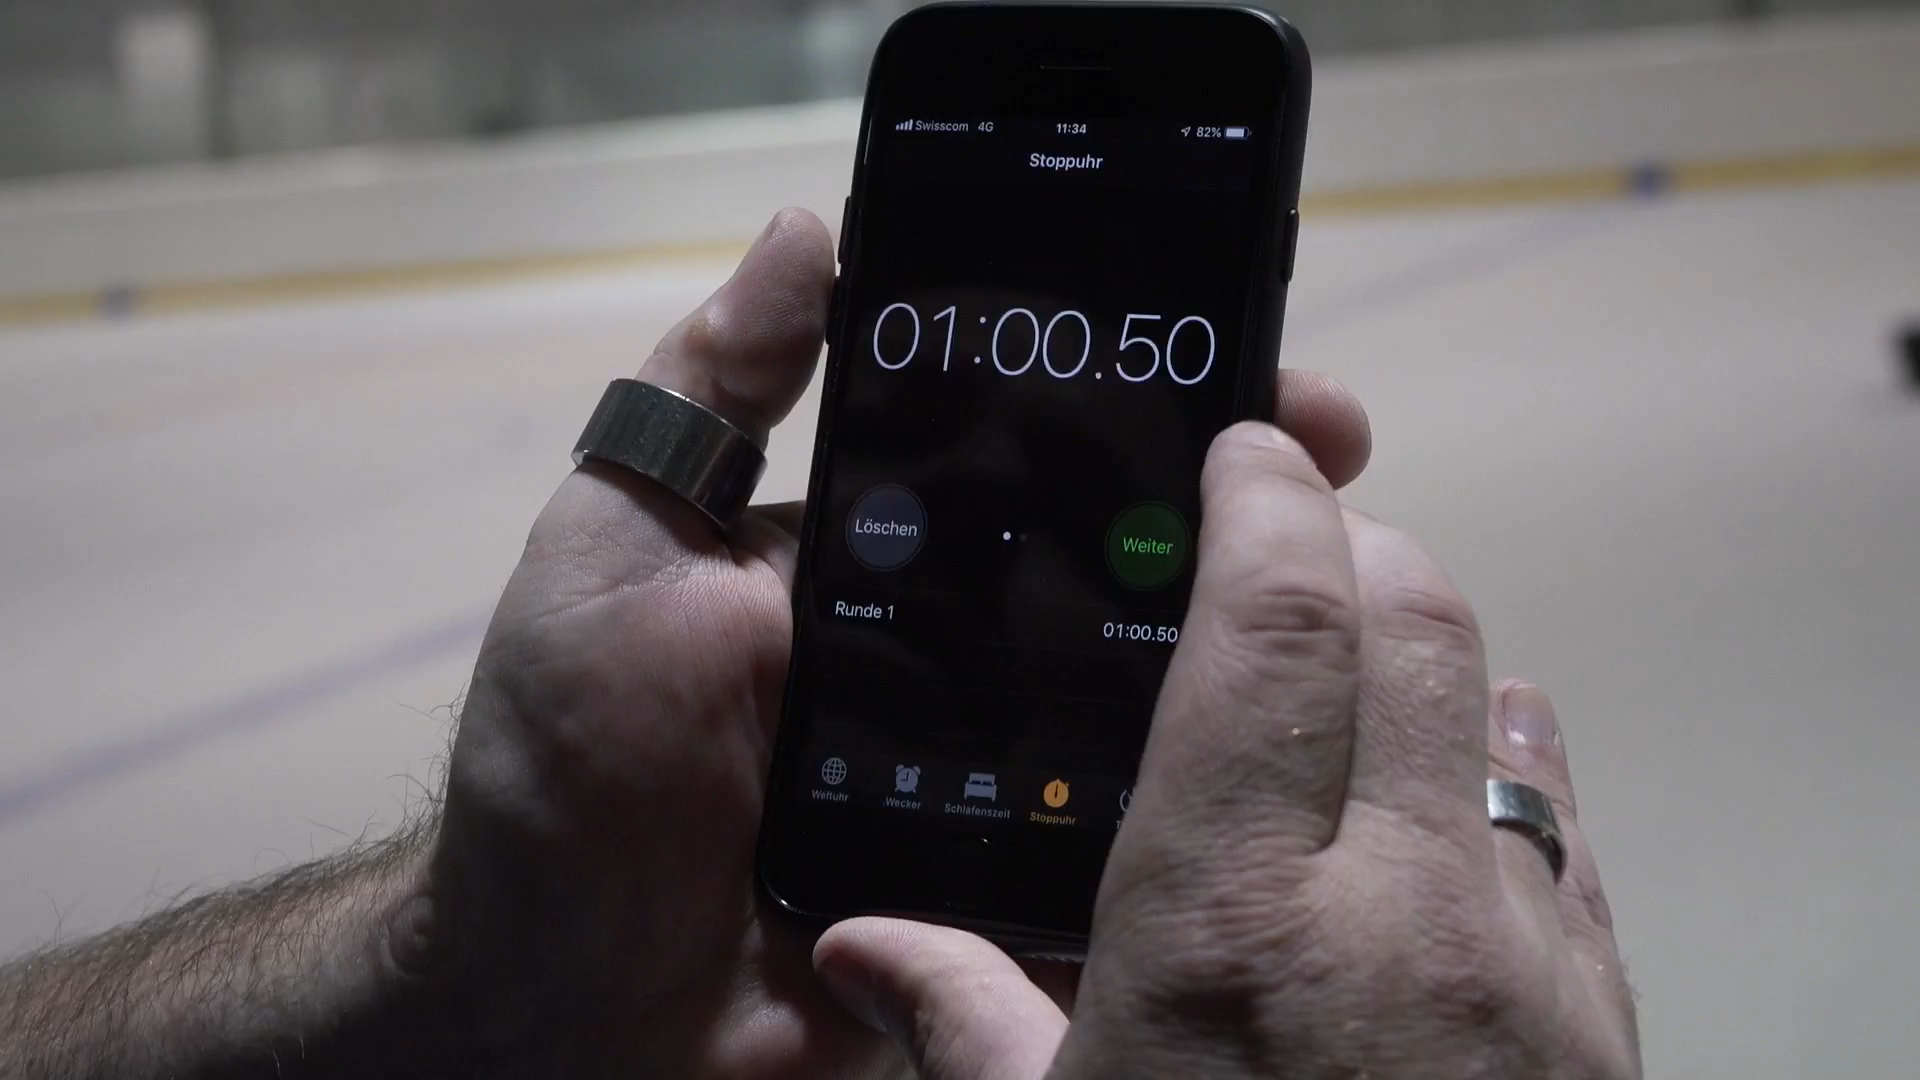 Swisscom 4G 11:34 82%
Stoppuhr
01:00.50
Löschen Weiter
Runde 1 01:00.50
Weltuhr Wecker Schlafenszeit Stoppuhr